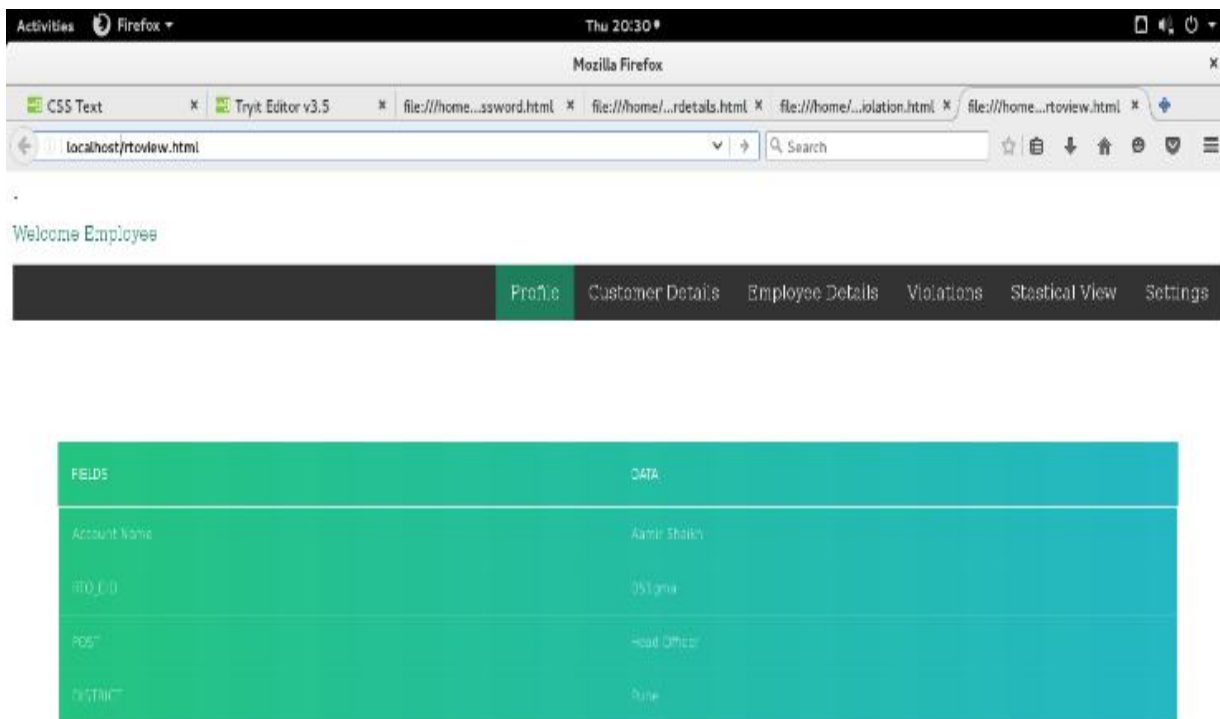 Activities Firefox Thu 20:30
Mozilla Firefox
CSS Text Tryit Editor v3.5 file:///home...ssword.html file:///home/...rdetails.html file:///home/...iolation.html file:///home...rtoview.html
localhost/rtoview.html Search
.
Welcome Employee
Profile Customer Details Employee Details Violations Stastical View Settings
FIELDS DATA
Account Name Aamir Shaikh
POST Head Officer
DISTRICT Pune